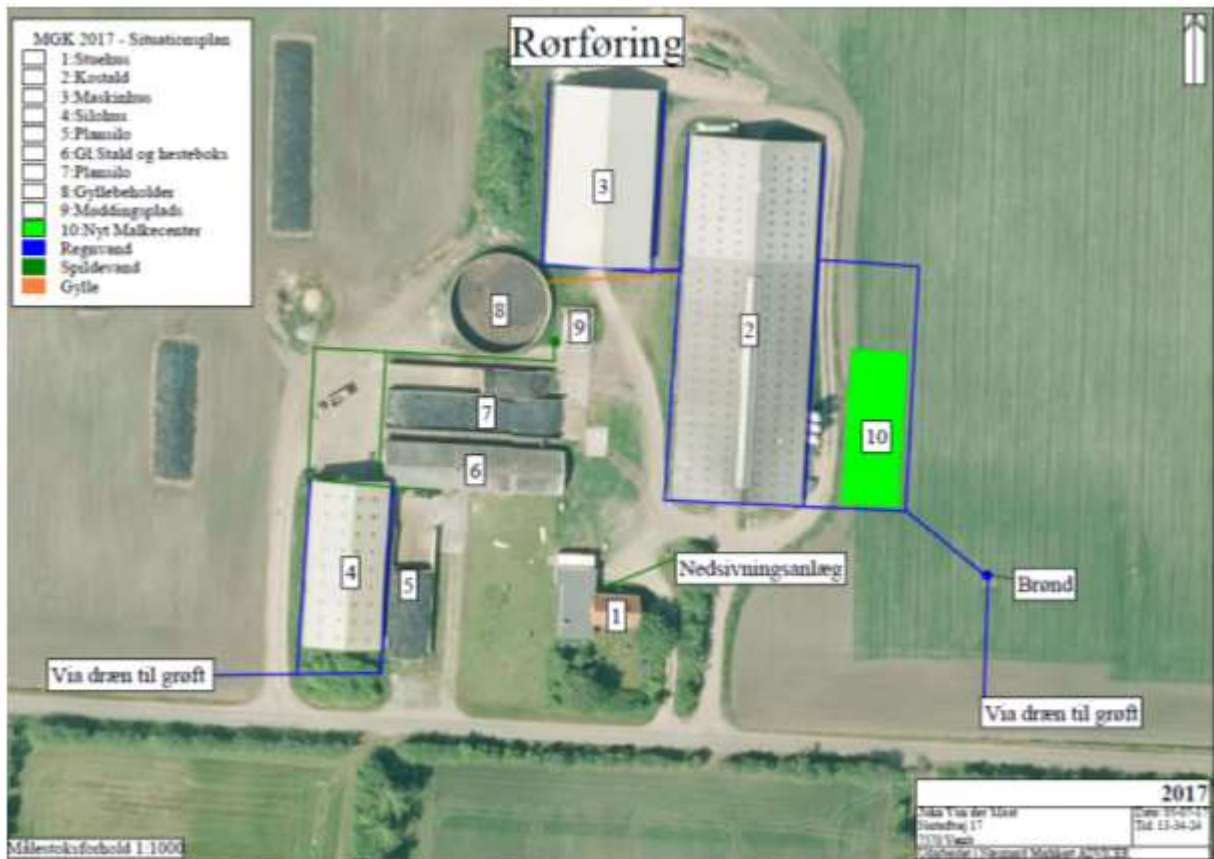 Rørføring
MGK 2017 - Situationsplan
1:Stuehus
2:Kostald
3:Maskinhus
4:Silohus
5:Plansilo
6:Gl.Stald og hesteboks
7:Plansilo
8:Gyllebeholder
9:Møddingsplads
10:Nyt Malkecenter
Regnvand
Spildevand
Gylle
3
2
8
9
7
10
6
4
5
1
Nedsivningsanlæg
Brønd
Via dræn til grøft
Via dræn til grøft
2017
Målestoksforhold 1:1000